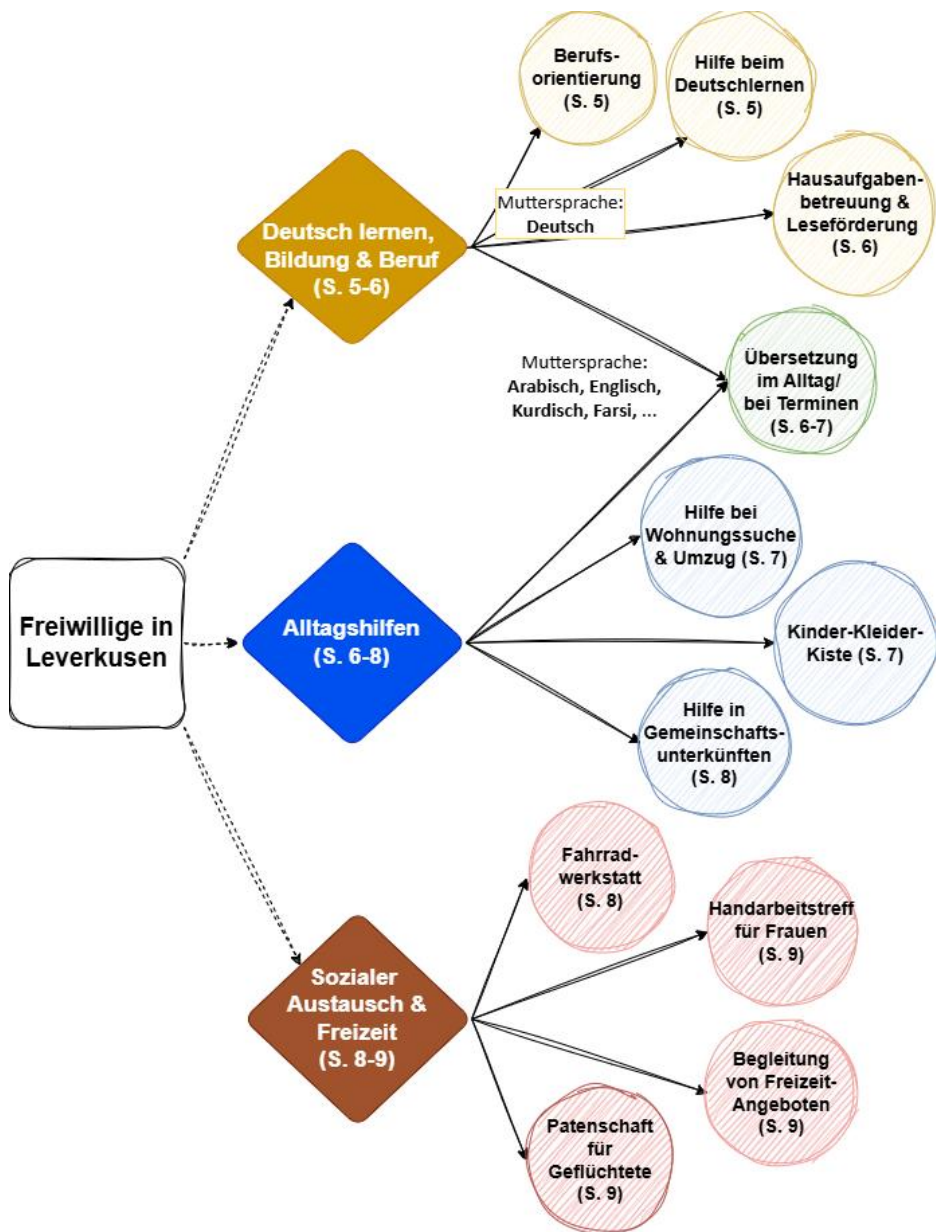 Berufs-
orientierung
(S. 5)
Hilfe beim
Deutschlernen
(S. 5)
Hausaufgaben-
betreuung &
Leseförderung
(S. 6)
Muttersprache:
Deutsch
Deutsch lernen,
Bildung & Beruf
(S. 5-6)
Muttersprache:
Arabisch, Englisch,
Kurdisch, Farsi, ...
Übersetzung
im Alltag/
bei Terminen
(S. 6-7)
Hilfe bei
Wohnungssuche
& Umzug (S. 7)
Freiwillige in
Leverkusen
Alltagshilfen
(S. 6-8)
Kinder-Kleider-
Kiste (S. 7)
Hilfe in
Gemeinschafts-
unterkünften
(S. 8)
Fahrrad-
werkstatt
(S. 8)
Handarbeitstreff
für Frauen
(S. 9)
Sozialer
Austausch &
Freizeit
(S. 8-9)
Begleitung
von Freizeit-
Angeboten
(S. 9)
Patenschaft
für
Geflüchtete
(S. 9)